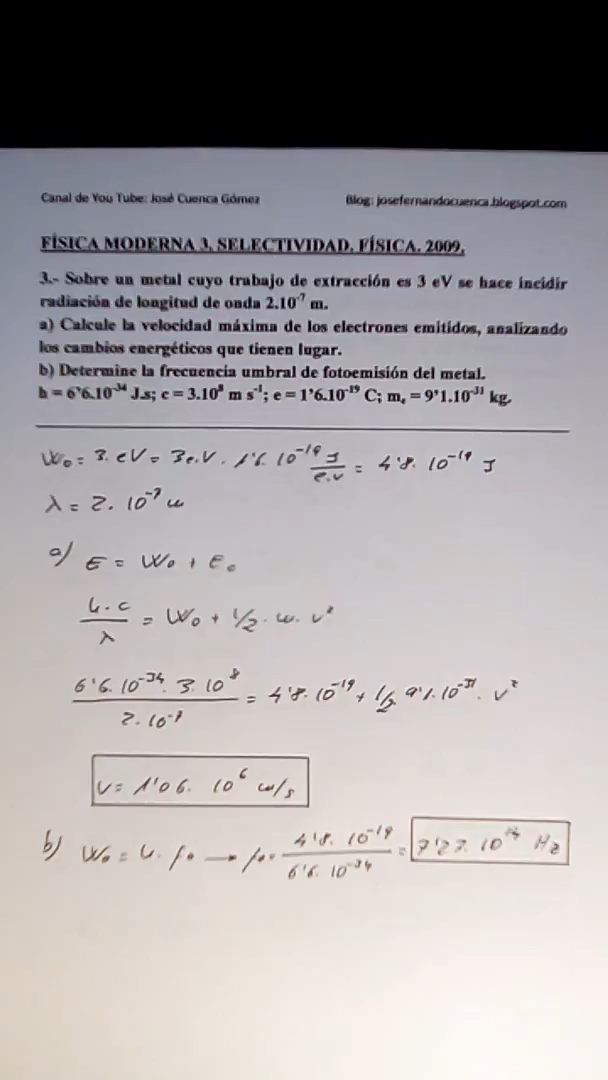 Canal de You Tube: José Cuenca Gómez Blog: josefernandocuenca.blogspot.com
FÍSICA MODERNA 3. SELECTIVIDAD. FÍSICA. 2009.
3.- Sobre un metal cuyo trabajo de extracción es 3 eV se hace incidir
radiación de longitud de onda 2.10⁻⁷ m.
a) Calcule la velocidad máxima de los electrones emitidos, analizando
los cambios energéticos que tienen lugar.
b) Determine la frecuencia umbral de fotoemisión del metal.
h = 6'6.10⁻³⁴ J.s; c = 3.10⁸ m s⁻¹; e = 1'6.10⁻¹⁹ C; mₑ = 9'1.10⁻³¹ kg.
W₀ = 3. eV = 3 e.V . 1'6. 10⁻¹⁹ J/e.V = 4'8. 10⁻¹⁹ J
λ = 2. 10⁻⁷ m
a) E = W₀ + Ec
h.c/λ = W₀ + 1/2 . m. v²
6'6. 10⁻³⁴. 3. 10⁸ / 2. 10⁻⁷ = 4'8. 10⁻¹⁹ + 1/2 9'1. 10⁻³¹. v²
v = 1'06. 10⁶ m/s
b) W₀ = h. f₀ → f₀ = 4'8. 10⁻¹⁹ / 6'6. 10⁻³⁴ = 7'27. 10¹⁴ Hz